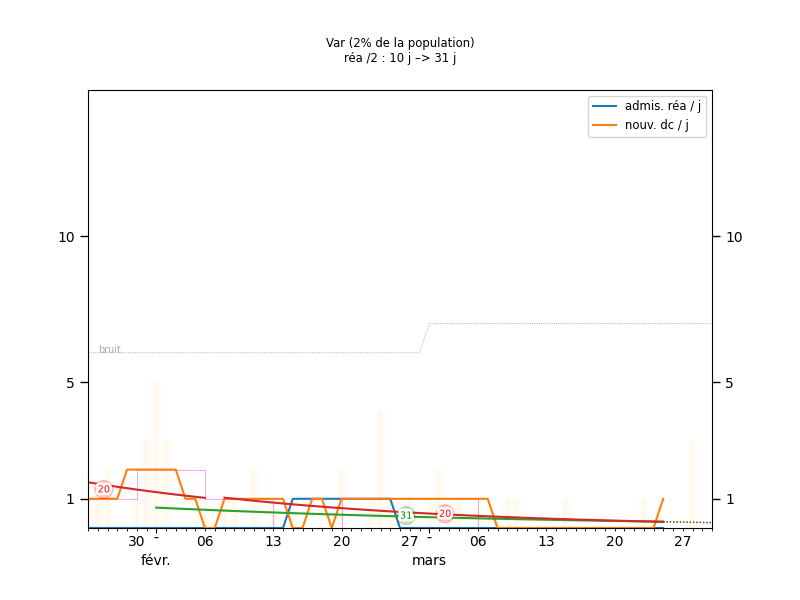 Var (2% de la population)
réa /2 : 10 j –> 31 j
admis. réa / j
nouv. dc / j
10
10
bruit
5
5
20
1
1
31
20
30 - 06 13 20 27 - 06 13 20 27
févr. mars